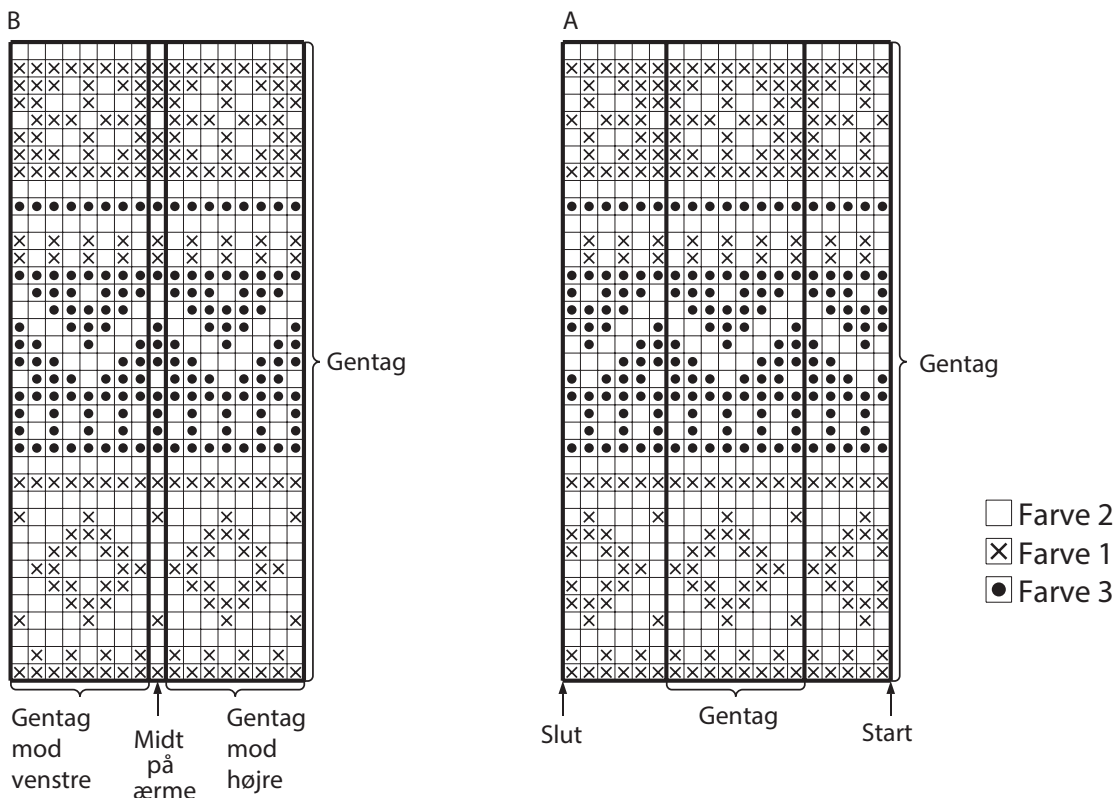 B
A
Gentag
Gentag
Farve 2
Farve 1
Farve 3
Gentag
mod
venstre
Midt
på
ærme
Gentag
mod
højre
Slut
Gentag
Start